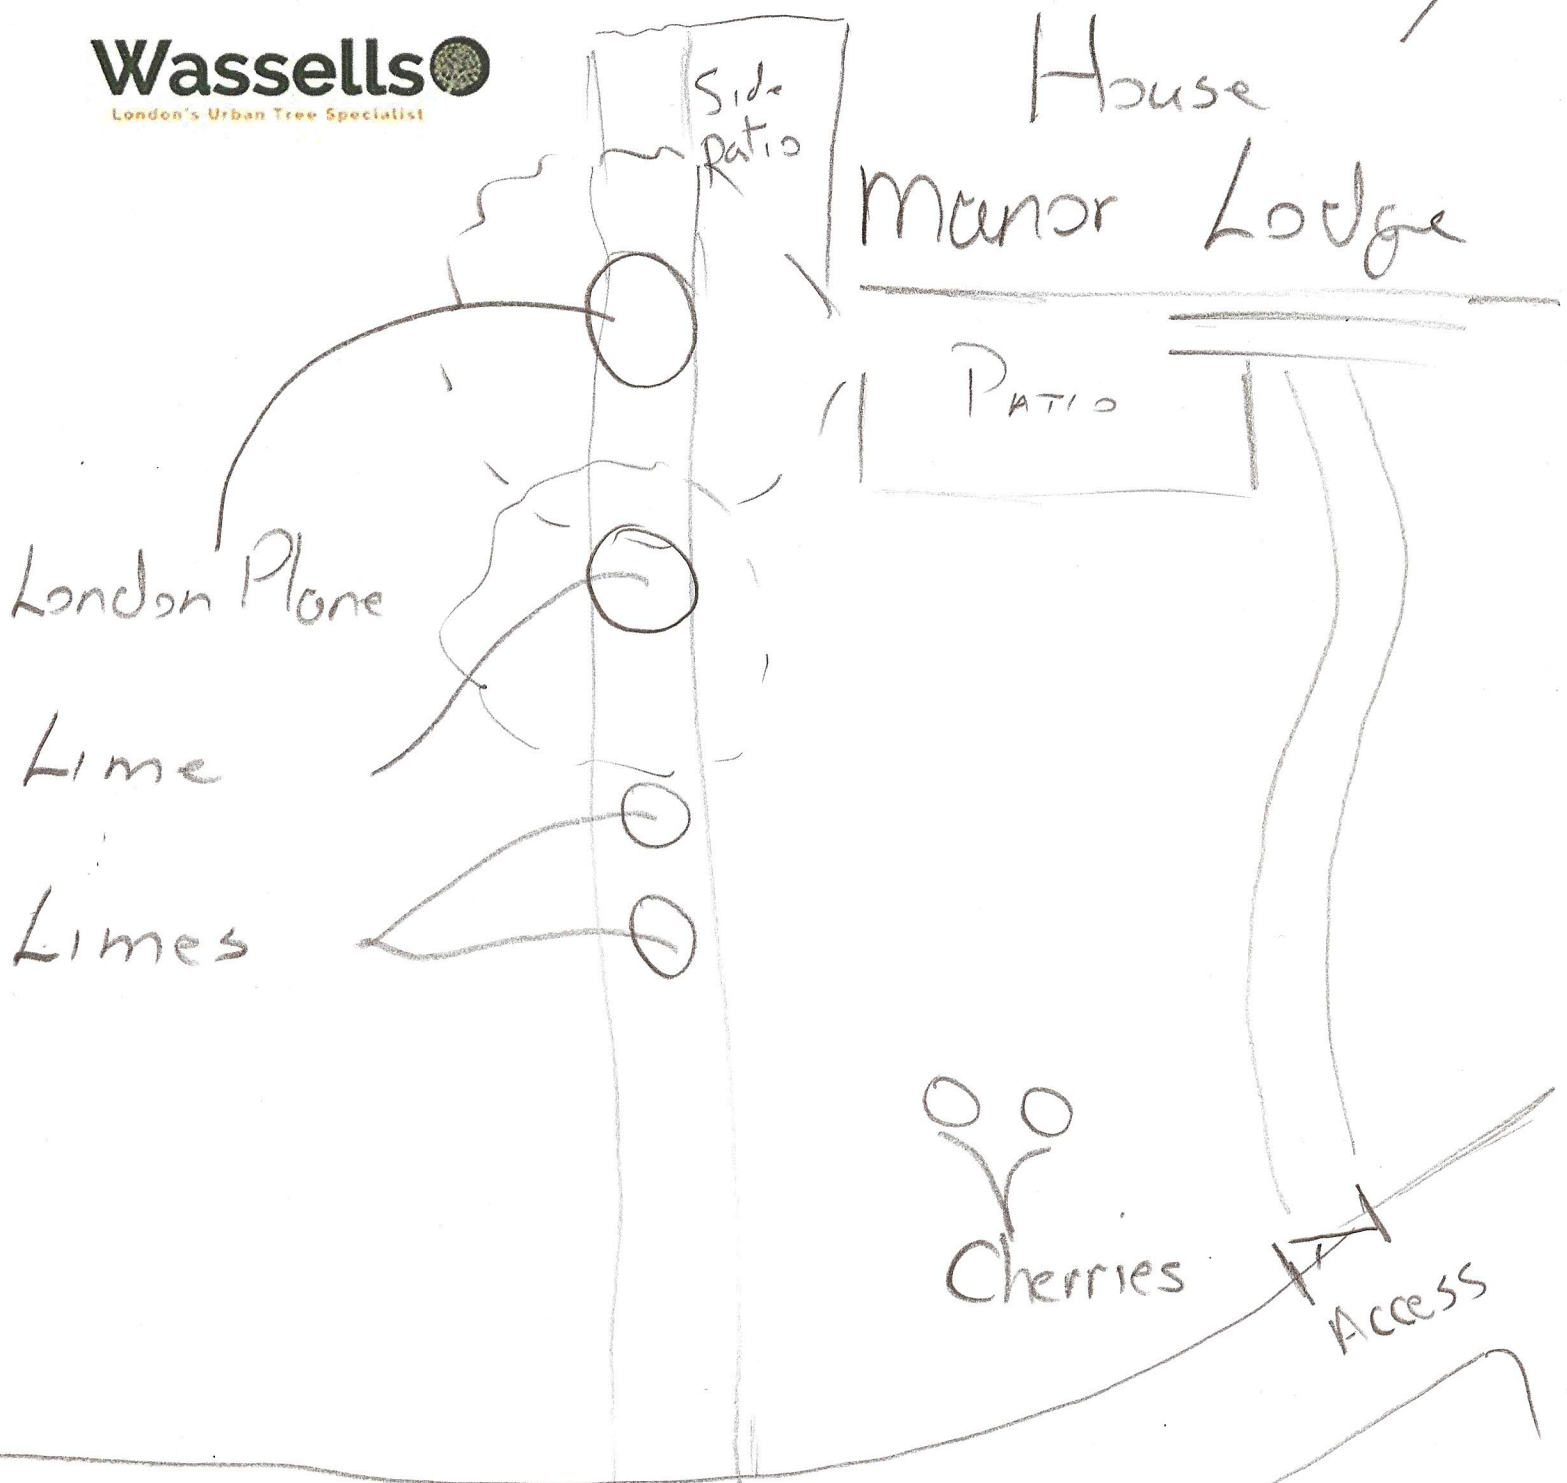 Wassells
London's Urban Tree Specialist
Side
Patio
House
Manor Lodge
Patio
London Plane
Lime
Limes
Cherries
Access